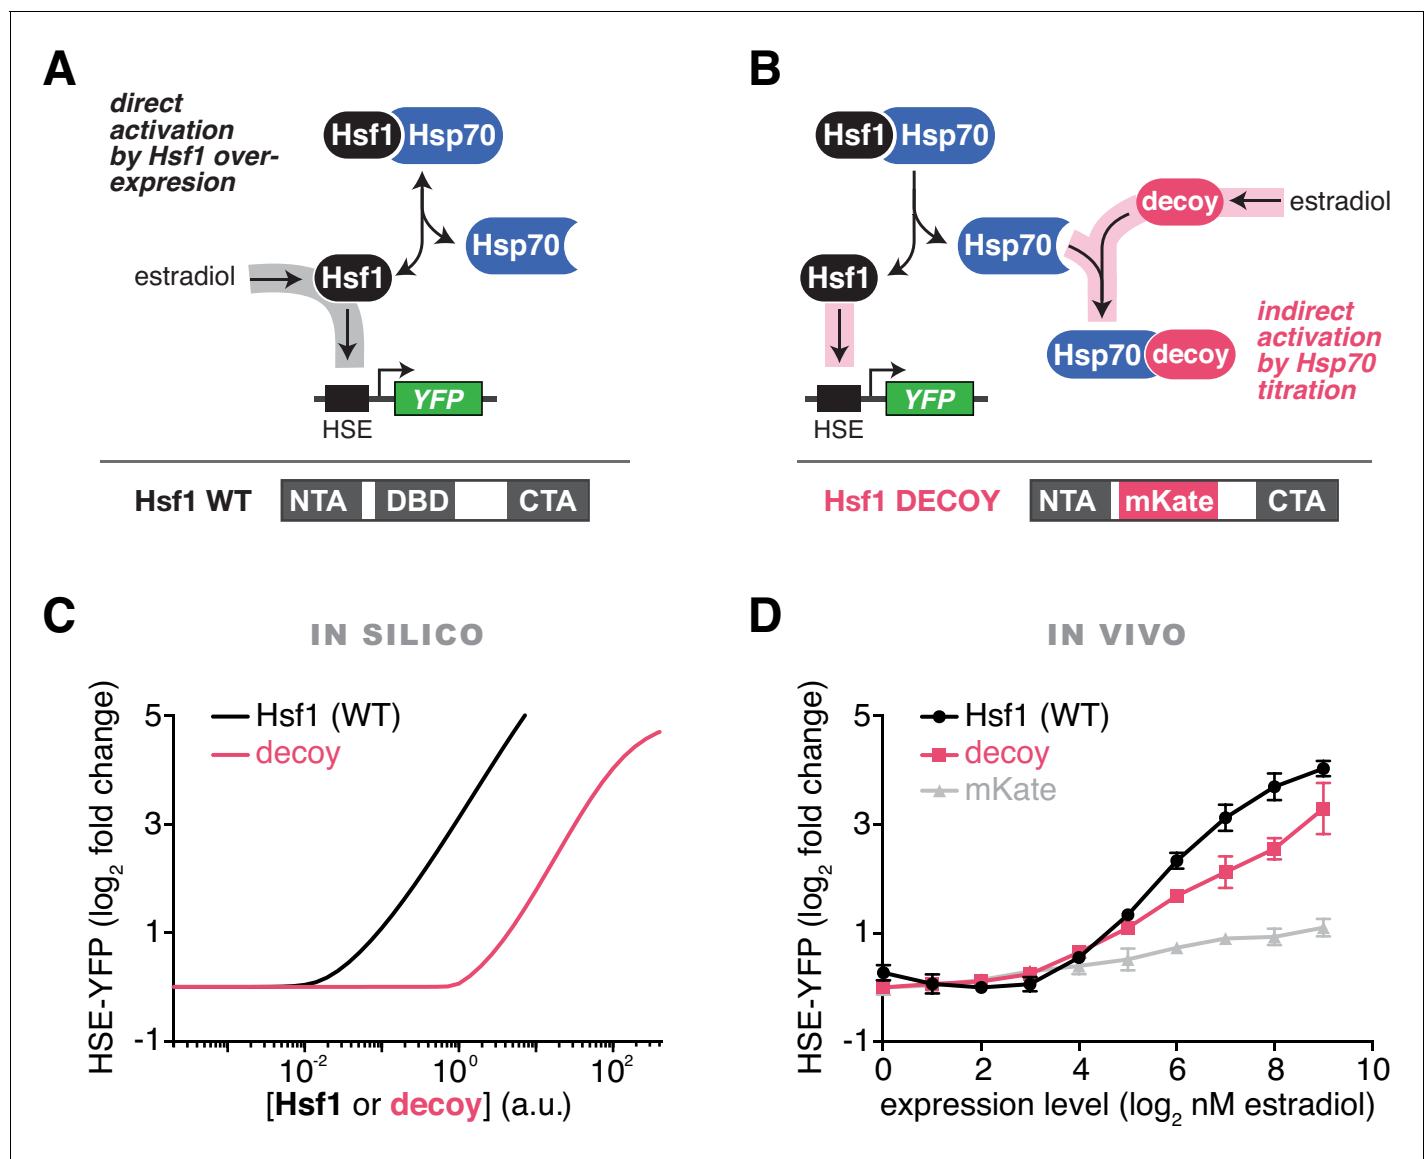 A
direct
activation
by Hsf1 over-
expresion
Hsf1 Hsp70
Hsp70
estradiol
Hsf1
YFP
HSE
Hsf1 WT
NTA DBD CTA
B
Hsf1 Hsp70
decoy
estradiol
Hsp70
Hsf1
indirect
activation
by Hsp70
titration
Hsp70 decoy
YFP
HSE
Hsf1 DECOY
NTA mKate CTA
C
IN SILICO
HSE-YFP (log2 fold change)
5
3
1
-1
Hsf1 (WT)
decoy
10-2 100 102
[Hsf1 or decoy] (a.u.)
D
IN VIVO
HSE-YFP (log2 fold change)
5
3
1
-1
Hsf1 (WT)
decoy
mKate
0 2 4 6 8 10
expression level (log2 nM estradiol)